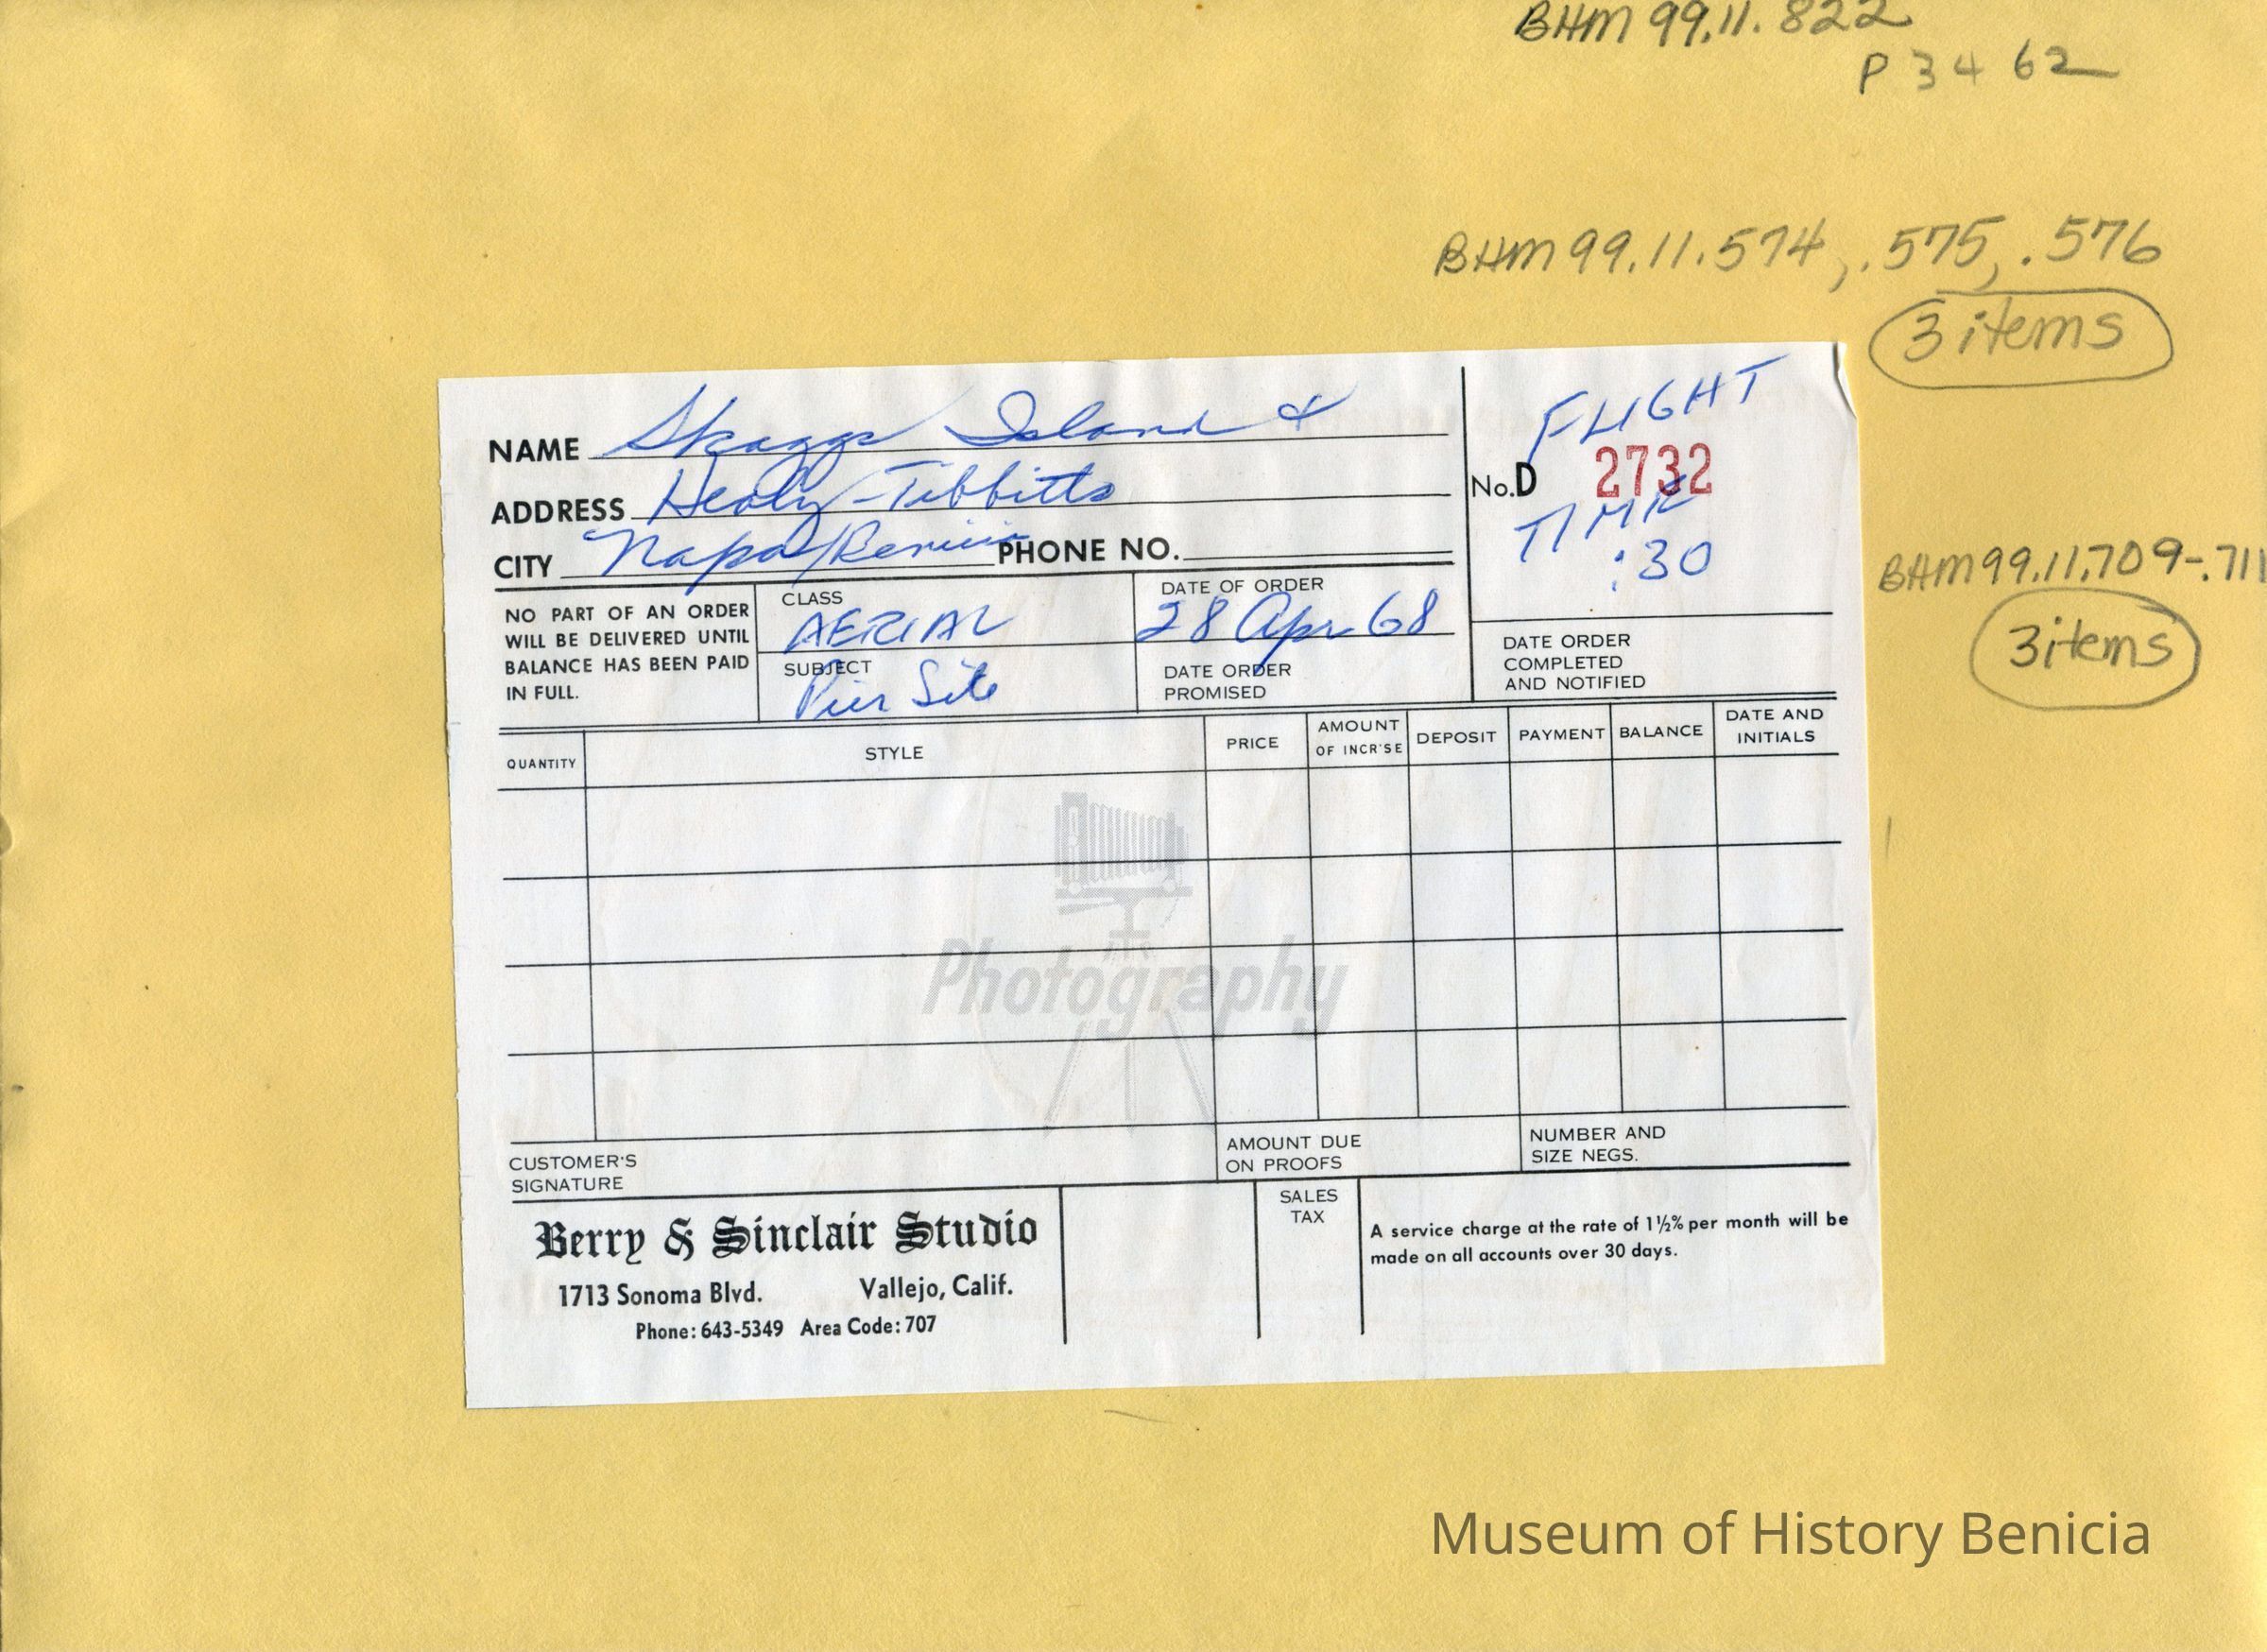 BHM 99.11.822
P 3462
BHM 99.11.574, .575, .576
3 items
BHM 99.11.709-.711
3 items
NAME Skaggs Island &
ADDRESS Healy-Tibbitts
CITY Napa/Benicia PHONE NO.
FLIGHT
No. D 2732
TIME
:30
NO PART OF AN ORDER
WILL BE DELIVERED UNTIL
BALANCE HAS BEEN PAID
IN FULL.
CLASS
AERIAL
SUBJECT
Pier Site
DATE OF ORDER
28 Apr 68
DATE ORDER
PROMISED
DATE ORDER
COMPLETED
AND NOTIFIED
QUANTITY
STYLE
PRICE
AMOUNT
OF INCR'SE
DEPOSIT
PAYMENT
BALANCE
DATE AND
INITIALS
Photography
CUSTOMER'S
SIGNATURE
AMOUNT DUE
ON PROOFS
NUMBER AND
SIZE NEGS.
Berry & Sinclair Studio
1713 Sonoma Blvd. Vallejo, Calif.
Phone: 643-5349 Area Code: 707
SALES
TAX
A service charge at the rate of 1½% per month will be
made on all accounts over 30 days.
Museum of History Benicia